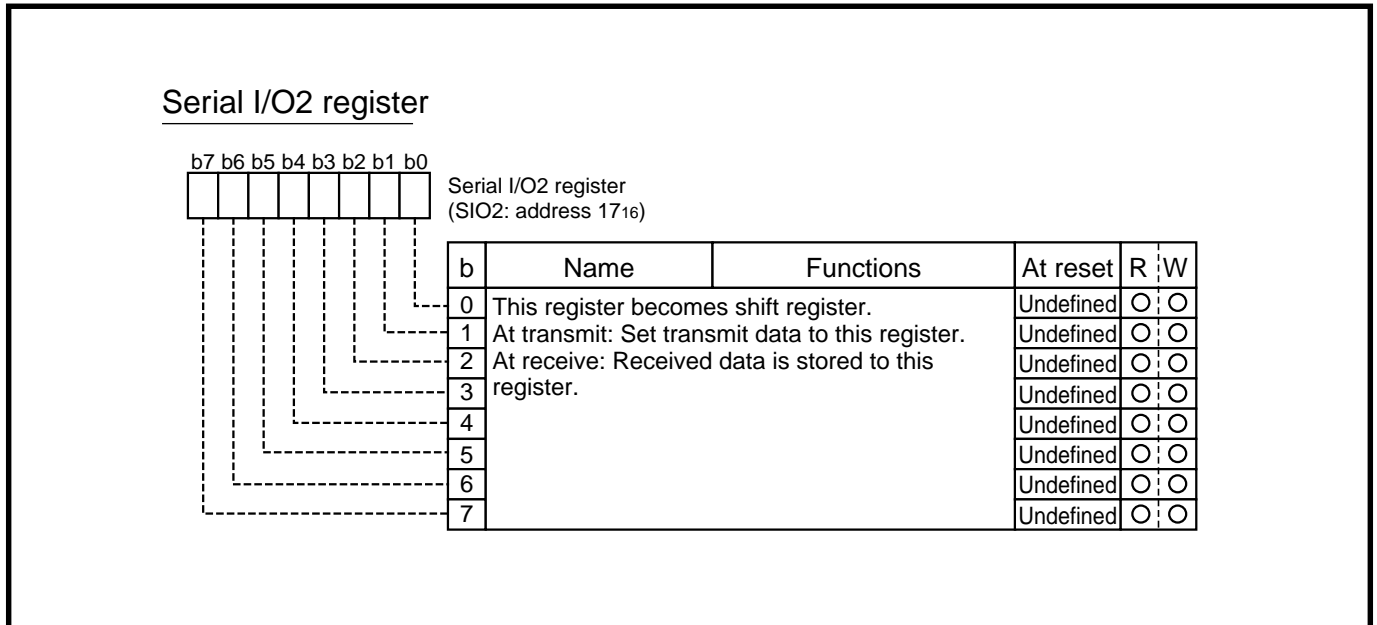 Serial I/O2 register
b7 b6 b5 b4 b3 b2 b1 b0
Serial I/O2 register
(SIO2: address 1716)
b Name Functions At reset R W
0 This register becomes shift register. Undefined O O
1 At transmit: Set transmit data to this register. Undefined O O
2 At receive: Received data is stored to this Undefined O O
3 register. Undefined O O
4 Undefined O O
5 Undefined O O
6 Undefined O O
7 Undefined O O